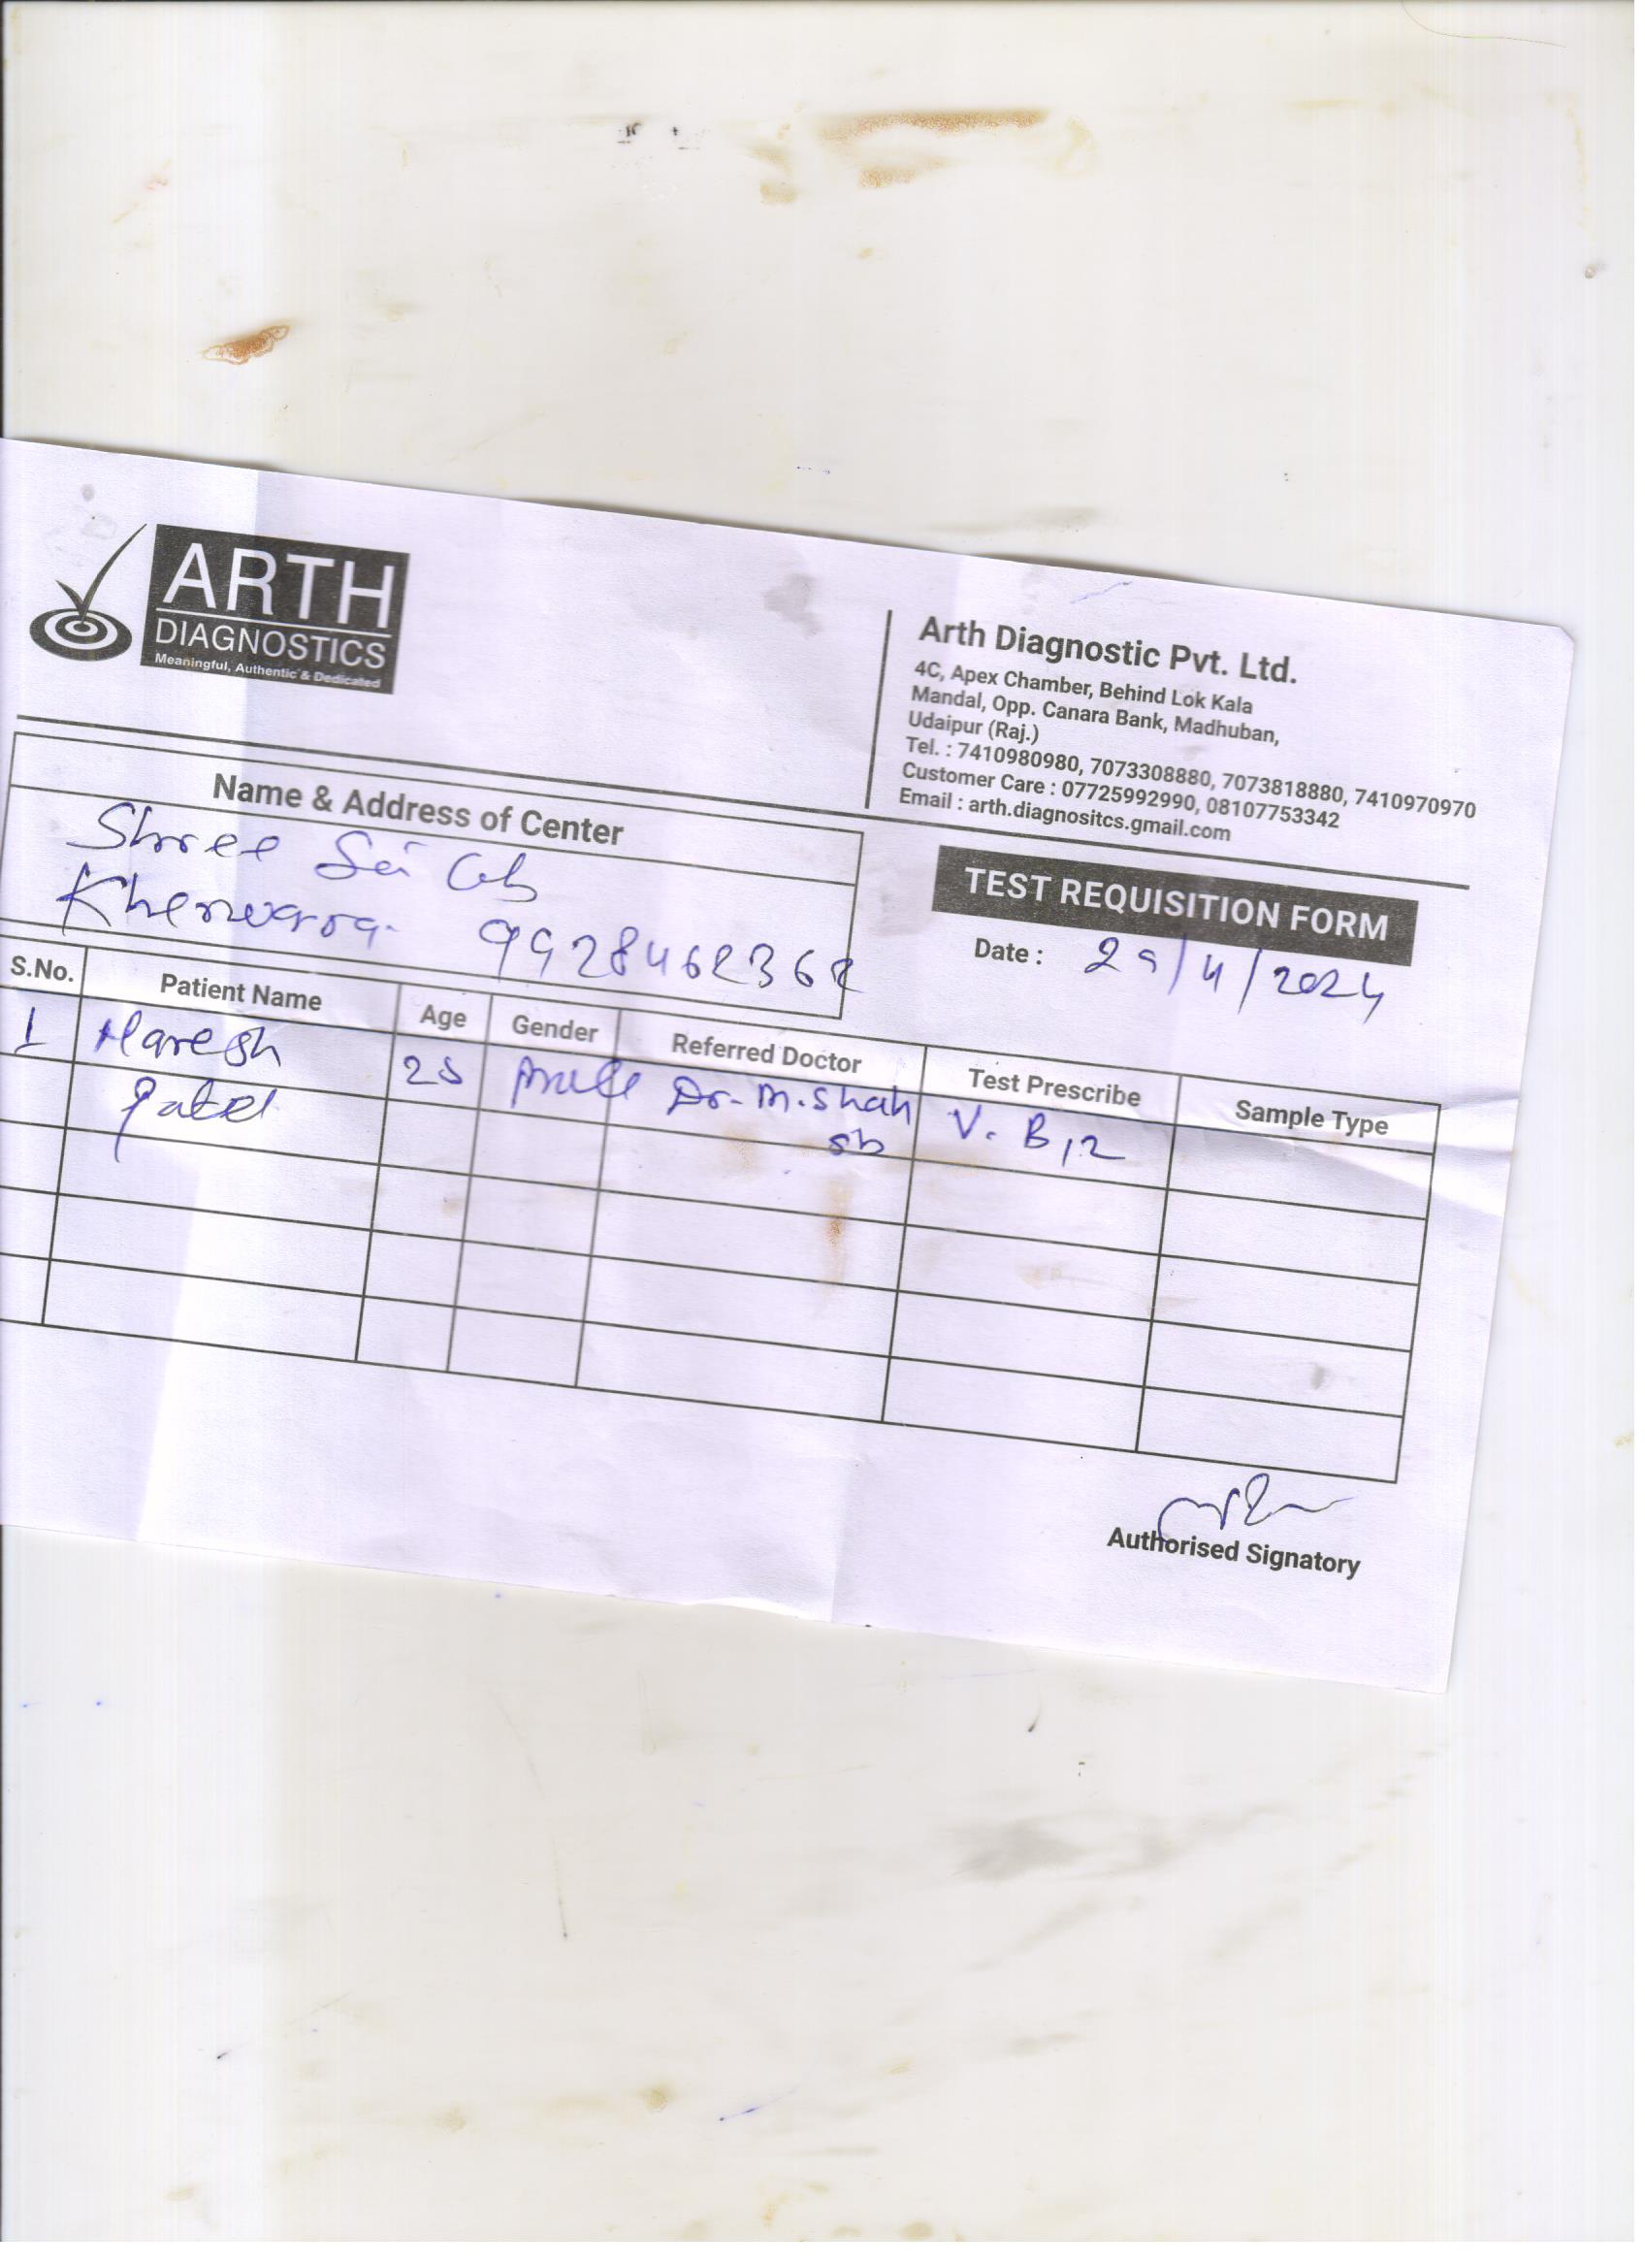 ARTH
DIAGNOSTICS
Meaningful, Authentic & Dedicated
Arth Diagnostic Pvt. Ltd.
4C, Apex Chamber, Behind Lok Kala
Mandal, Opp. Canara Bank, Madhuban,
Udaipur (Raj.)
Tel. : 7410980980, 7073308880, 7073818880, 7410970970
Customer Care : 07725992990, 08107753342
Email : arth.diagnositcs.gmail.com
Name & Address of Center
Shree Sai
Kherwara 9928462362
TEST REQUISITION FORM
Date : 29/4/2024
S.No. Patient Name Age Gender Referred Doctor Test Prescribe Sample Type
1 Haresh Male Dr. M. Shah V. B12
Patel sb
Authorised Signatory